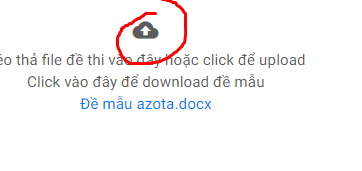 éo thả file đề thi vào đây hoặc click để upload
Click vào đây để download đề mẫu
Đề mẫu azota.docx